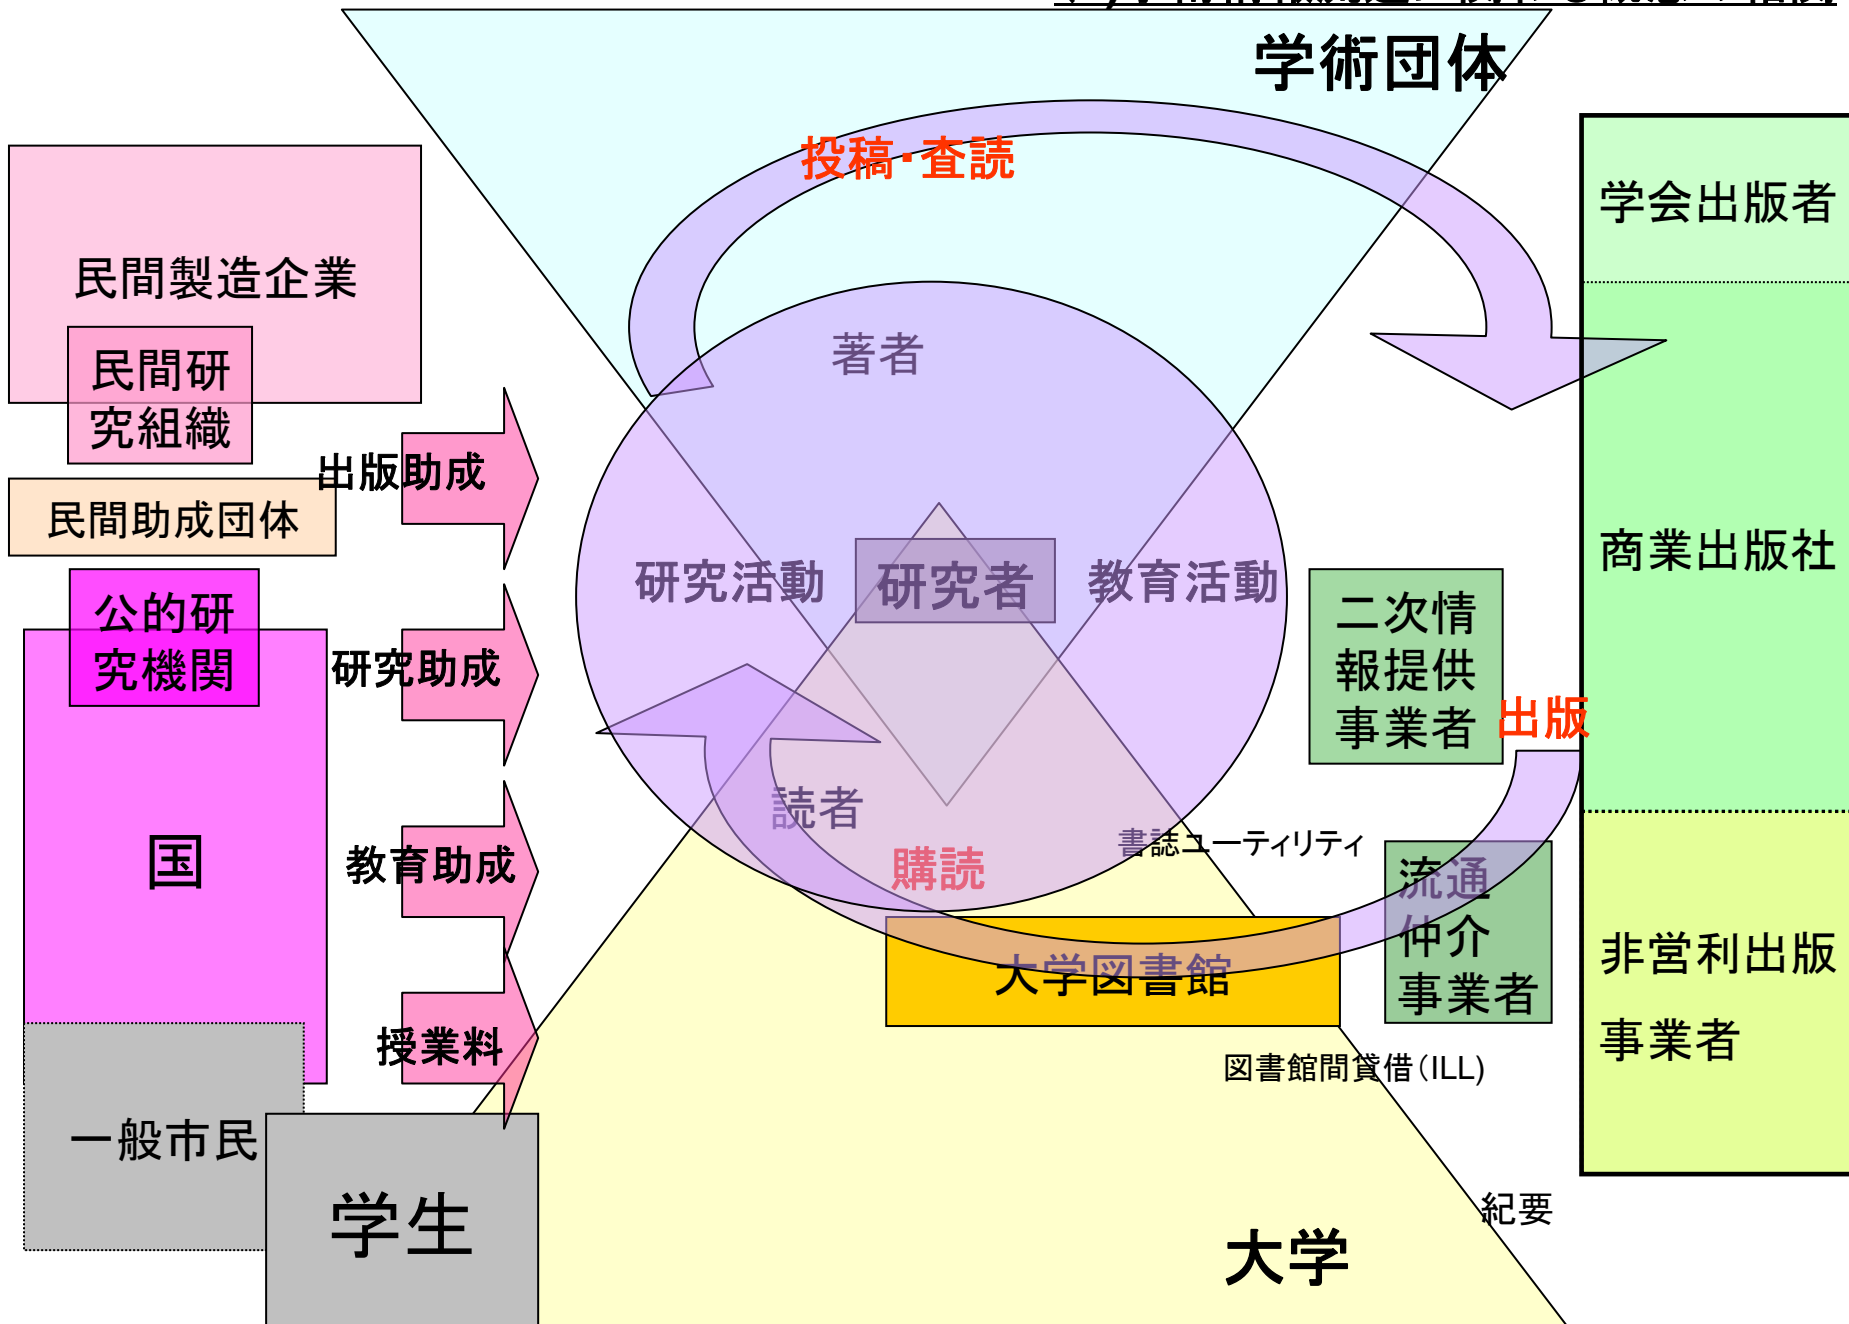 学術団体
投稿・査読
学会出版者
民間製造企業
著者
民間研
究組織
出版助成
民間助成団体
商業出版社
研究活動
研究者
教育活動
公的研
究機関
研究助成
二次情
報提供
事業者
出版
読者
国
教育助成
購読
書誌ユーティリティ
流通
仲介
事業者
大学図書館
非営利出版
事業者
授業料
図書館間貸借(ILL)
一般市民
学生
紀要
大学